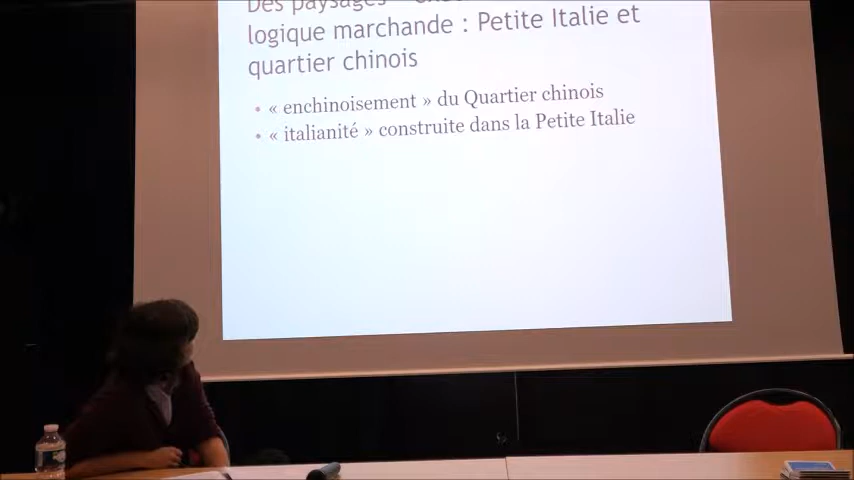 Des paysages
logique marchande : Petite Italie et
quartier chinois
• « enchinoisement » du Quartier chinois
• « italianité » construite dans la Petite Italie